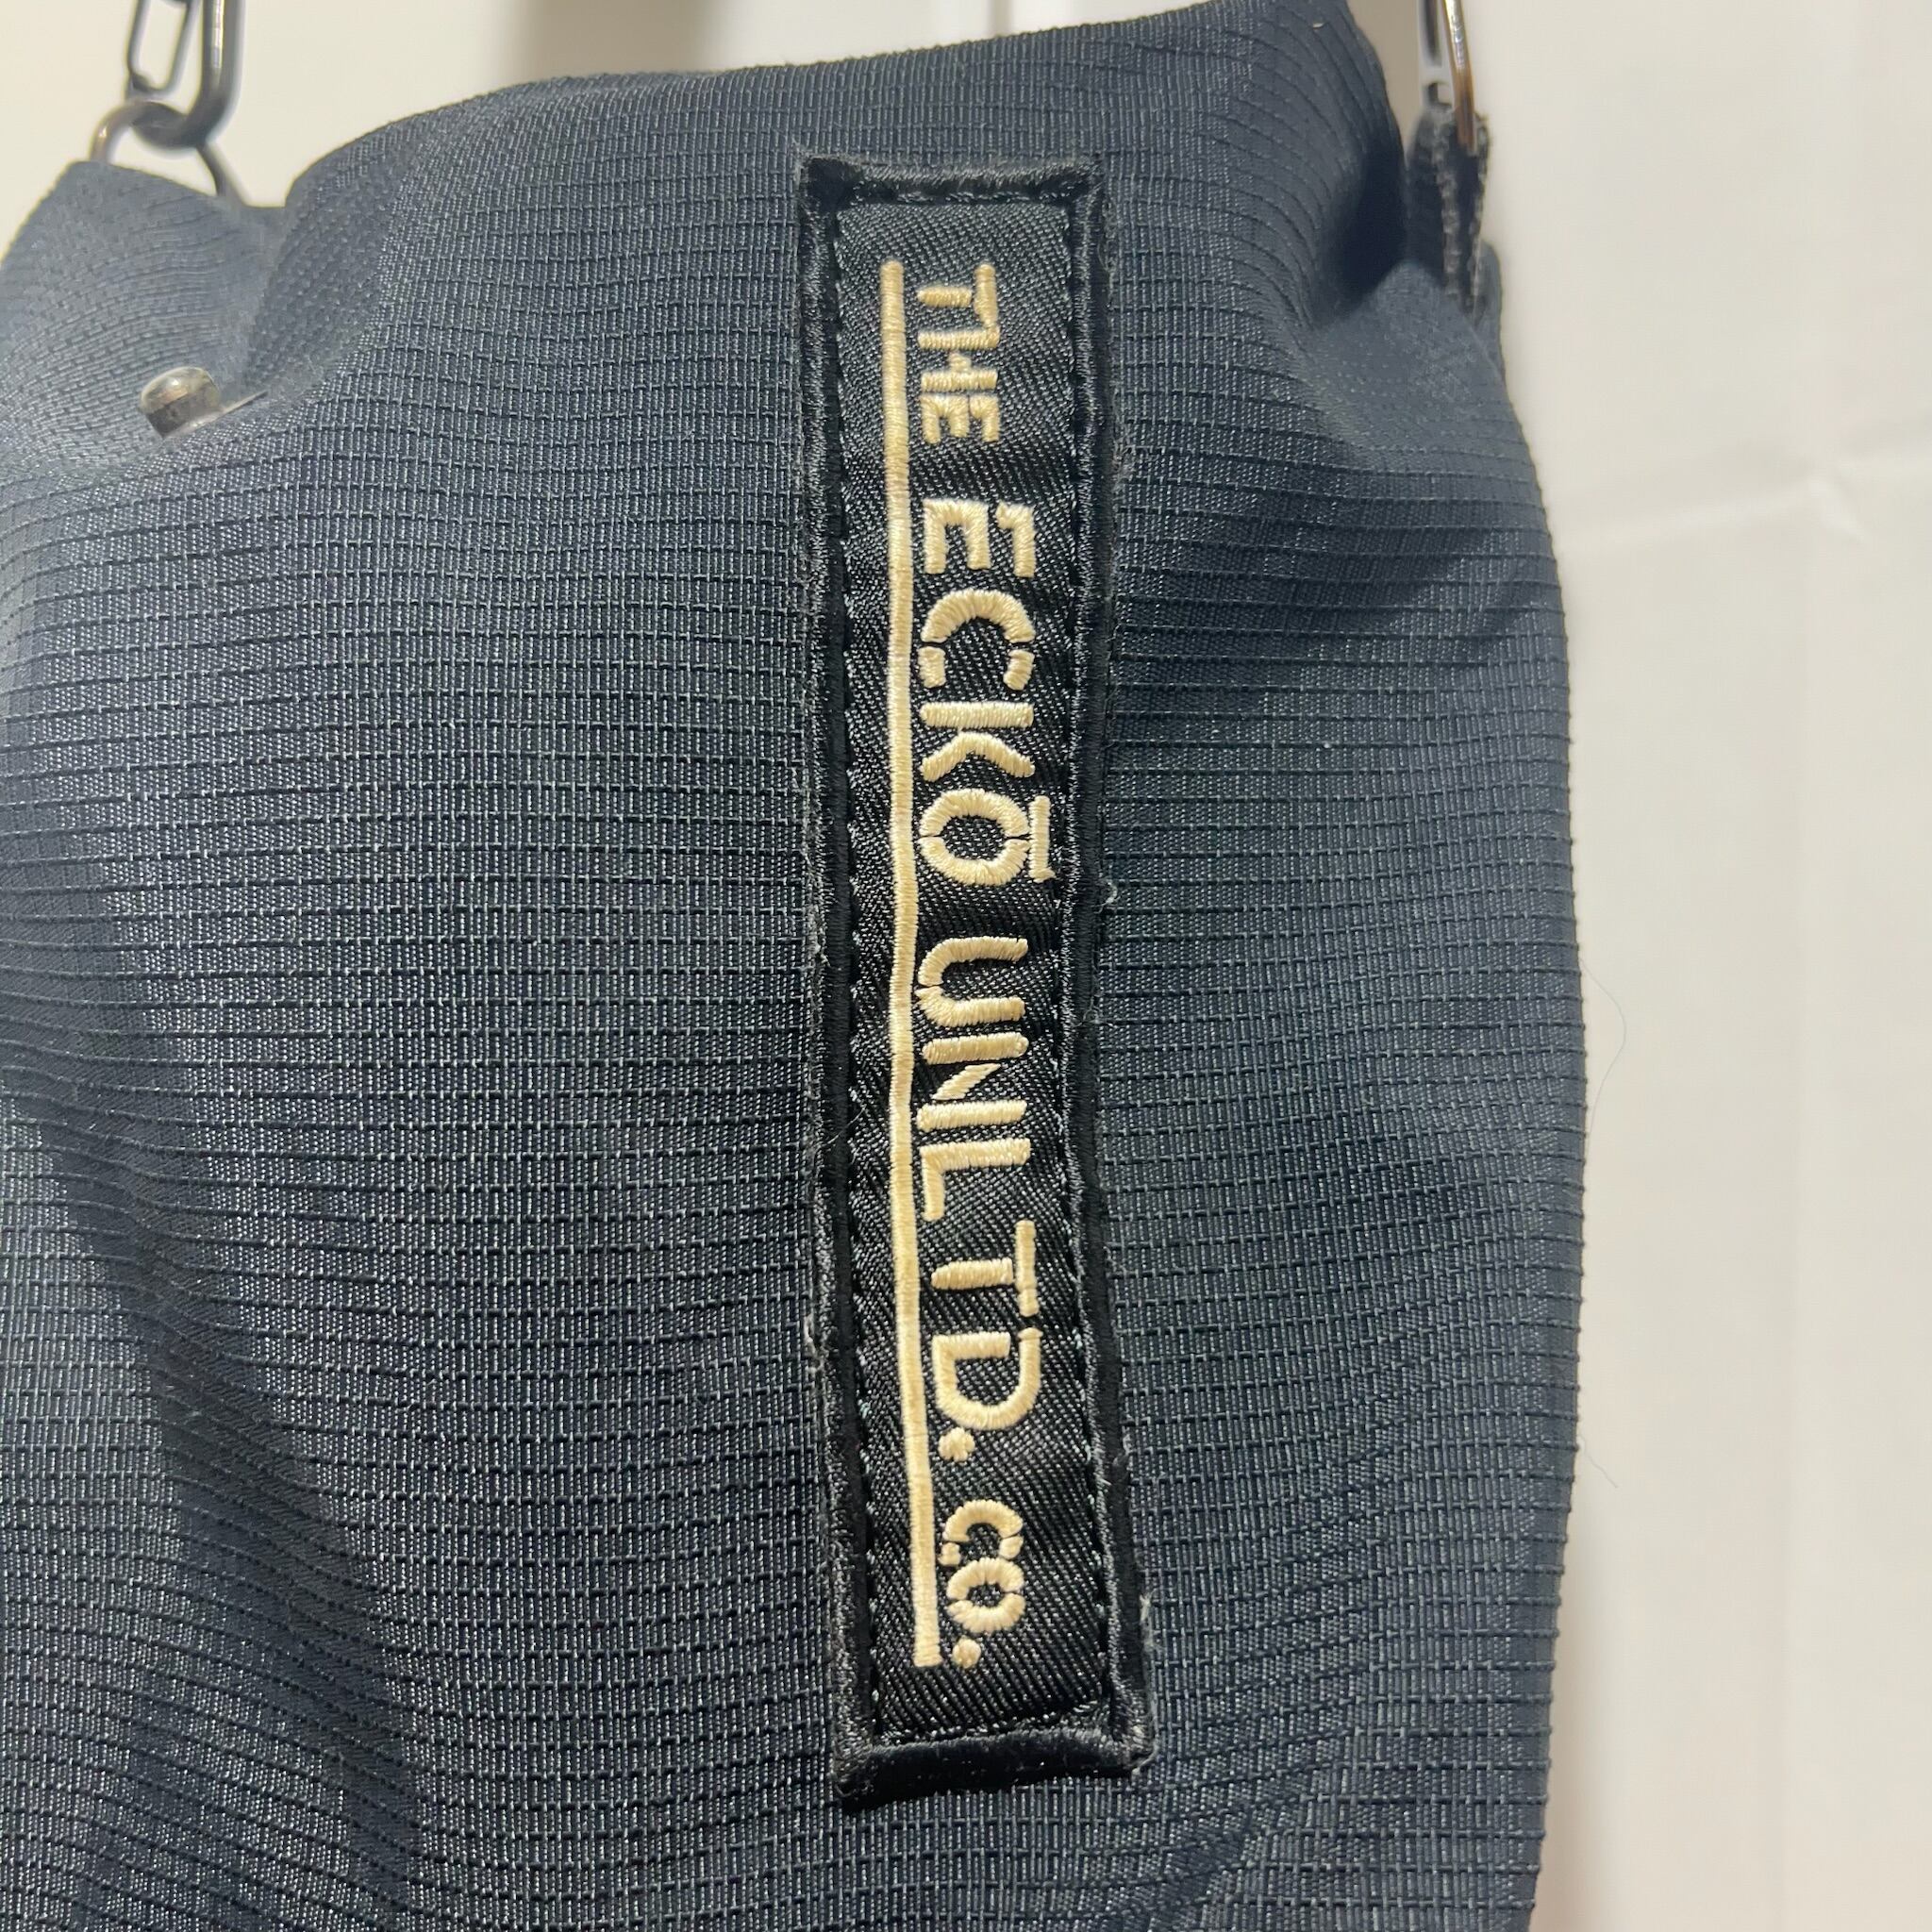 THE ECKŌ UNLTD. CO.